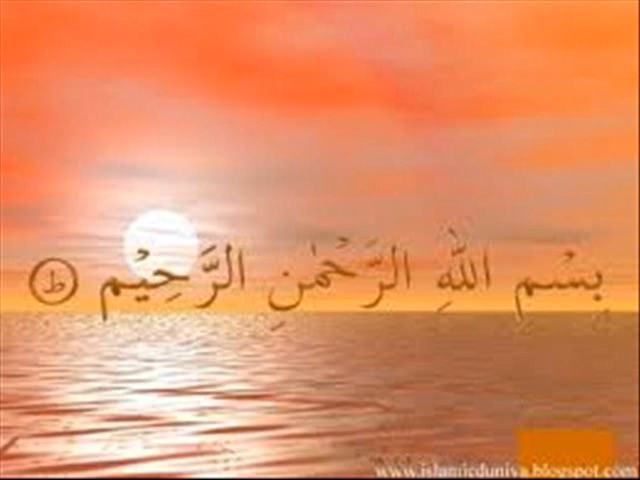 بِسْمِ اللّٰهِ الرَّحْمٰنِ الرَّحِيْمِ ط
www.islamicduniya.blogspot.com